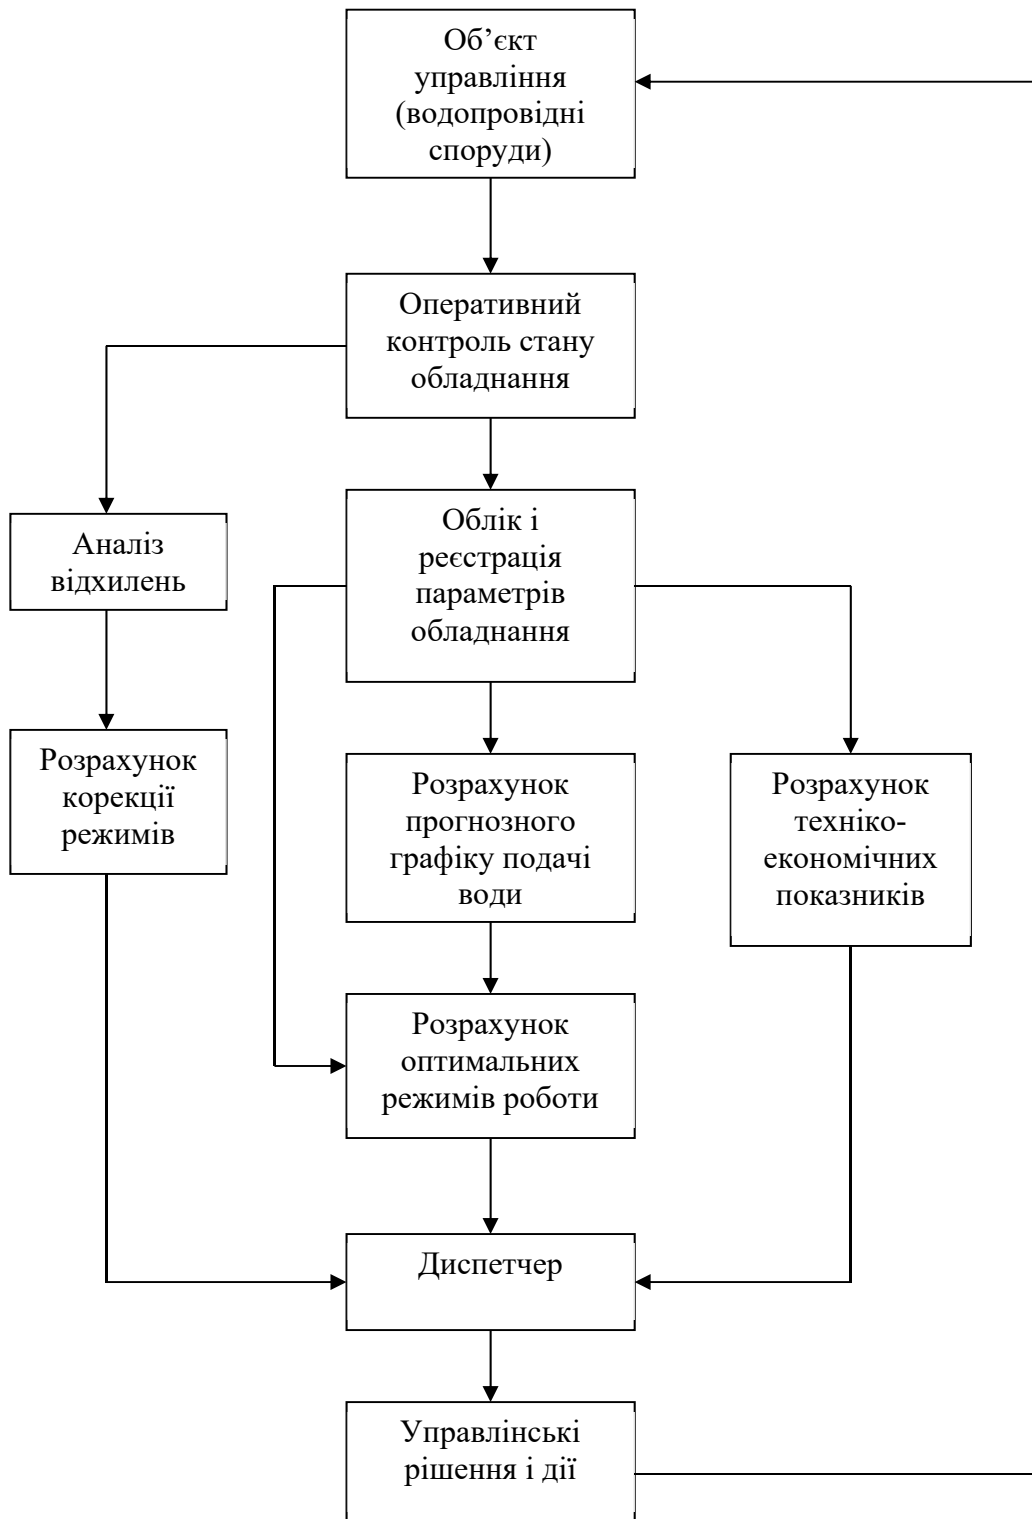 Об’єкт
управління
(водопровідні
споруди)
Оперативний
контроль стану
обладнання
Облік і
реєстрація
параметрів
обладнання
Аналіз
відхилень
Розрахунок
корекції
режимів
Розрахунок
прогнозного
графіку подачі
води
Розрахунок
техніко-
економічних
показників
Розрахунок
оптимальних
режимів роботи
Диспетчер
Управлінські
рішення і дії